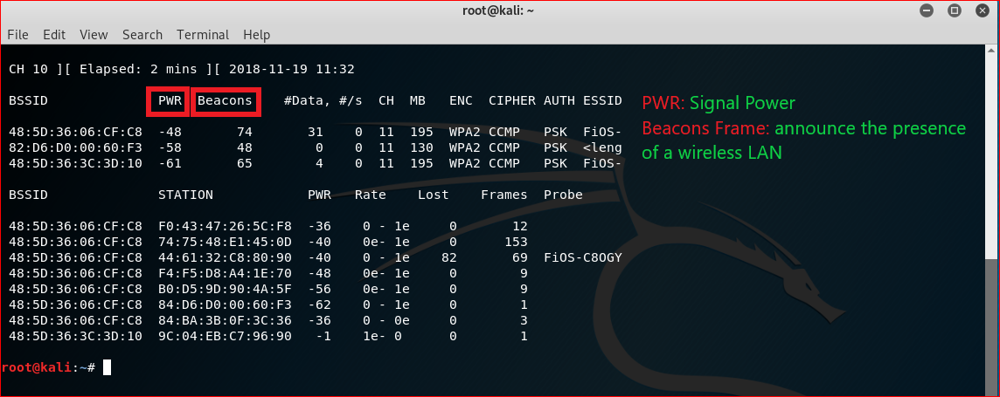 root@kali: ~
File Edit View Search Terminal Help
CH 10 ][ Elapsed: 2 mins ][ 2018-11-19 11:32
BSSID PWR Beacons #Data, #/s CH MB ENC CIPHER AUTH ESSID
48:5D:36:06:CF:C8 -48 74 31 0 11 195 WPA2 CCMP PSK FiOS-
82:D6:D0:00:60:F3 -58 48 0 0 11 130 WPA2 CCMP PSK <leng
48:5D:36:3C:3D:10 -61 65 4 0 11 195 WPA2 CCMP PSK FiOS-
PWR: Signal Power
Beacons Frame: announce the presence
of a wireless LAN
BSSID STATION PWR Rate Lost Frames Probe
48:5D:36:06:CF:C8 F0:43:47:26:5C:F8 -36 0 - 1e 0 12
48:5D:36:06:CF:C8 74:75:48:E1:45:0D -40 0e- 1e 0 153
48:5D:36:06:CF:C8 44:61:32:C8:80:90 -40 0 - 1e 82 69 FiOS-C8OGY
48:5D:36:06:CF:C8 F4:F5:D8:A4:1E:70 -48 0e- 1e 0 9
48:5D:36:06:CF:C8 B0:D5:9D:90:4A:5F -56 0e- 1e 0 9
48:5D:36:06:CF:C8 84:D6:D0:00:60:F3 -62 0 - 1e 0 1
48:5D:36:06:CF:C8 84:BA:3B:0F:3C:36 -36 0 - 0e 0 3
48:5D:36:3C:3D:10 9C:04:EB:C7:96:90 -1 1e- 0 0 1
root@kali:~#